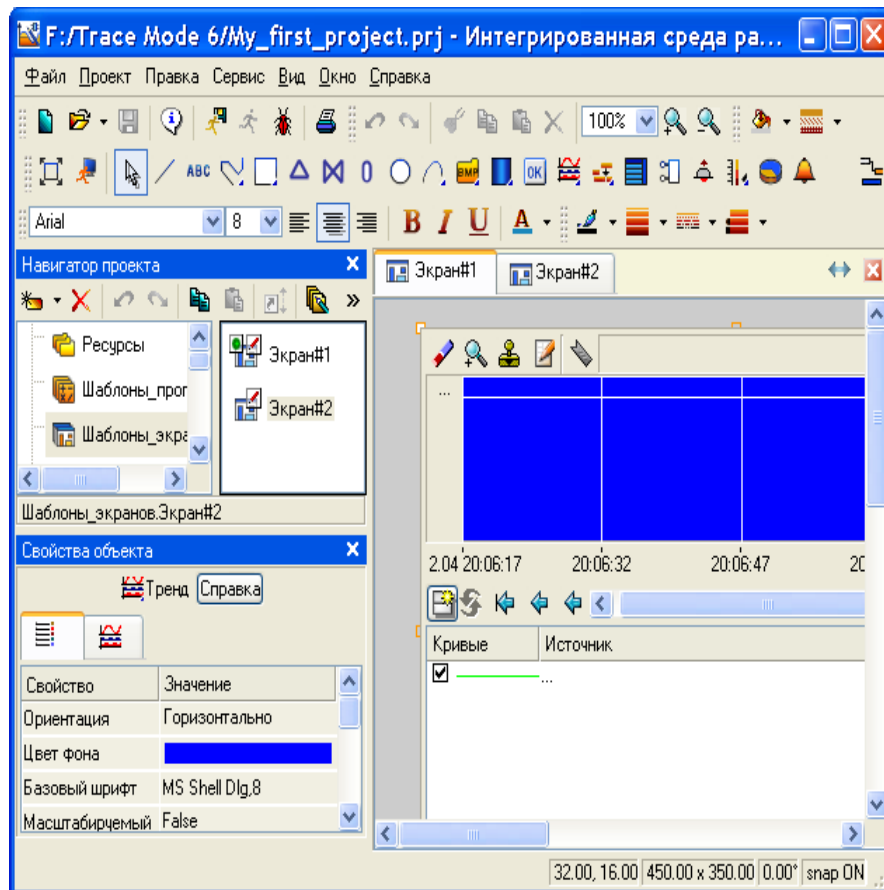 F:/Trace Mode 6/My_first_project.prj - Интегрированная среда ра...
Файл Проект Правка Сервис Вид Окно Справка
100%
ABC BMP OK
Arial 8 B I U A
Навигатор проекта
Ресурсы
Шаблоны_прог
Шаблоны_экра
Экран#1
Экран#2
Шаблоны_экранов.Экран#2
Свойства объекта
Тренд Справка
Свойство Значение
Ориентация Горизонтально
Цвет фона
Базовый шрифт MS Shell Dlg,8
Масштабируемый False
Экран#1 Экран#2
...
2.04 20:06:17 20:06:32 20:06:47 20
Кривые Источник
...
32.00, 16.00 450.00 x 350.00 0.00° snap ON